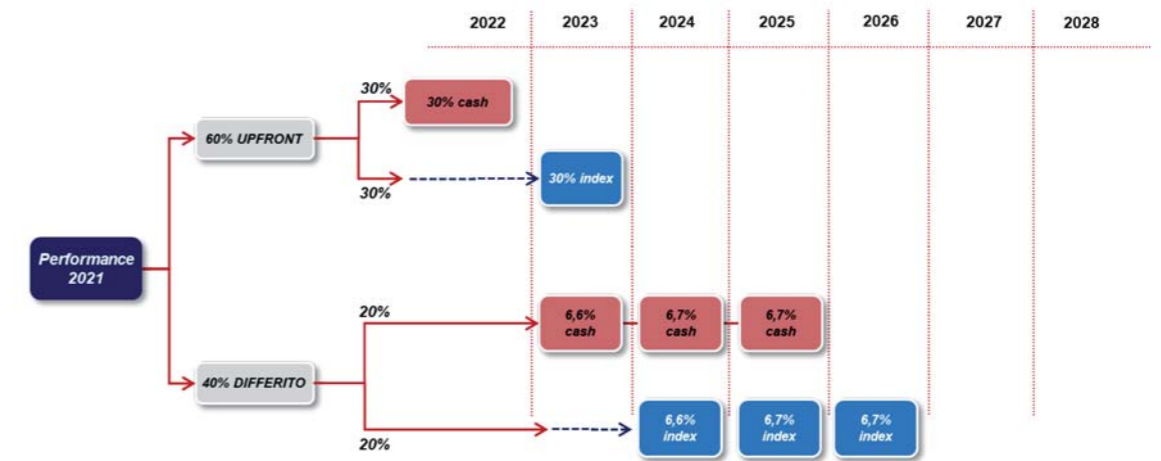 2022 2023 2024 2025 2026 2027 2028
30%
30% cash
60% UPFRONT
30% index
30%
Performance
2021
20%
6,6%
cash
6,7%
cash
6,7%
cash
40% DIFFERITO
6,6%
index
6,7%
index
6,7%
index
20%